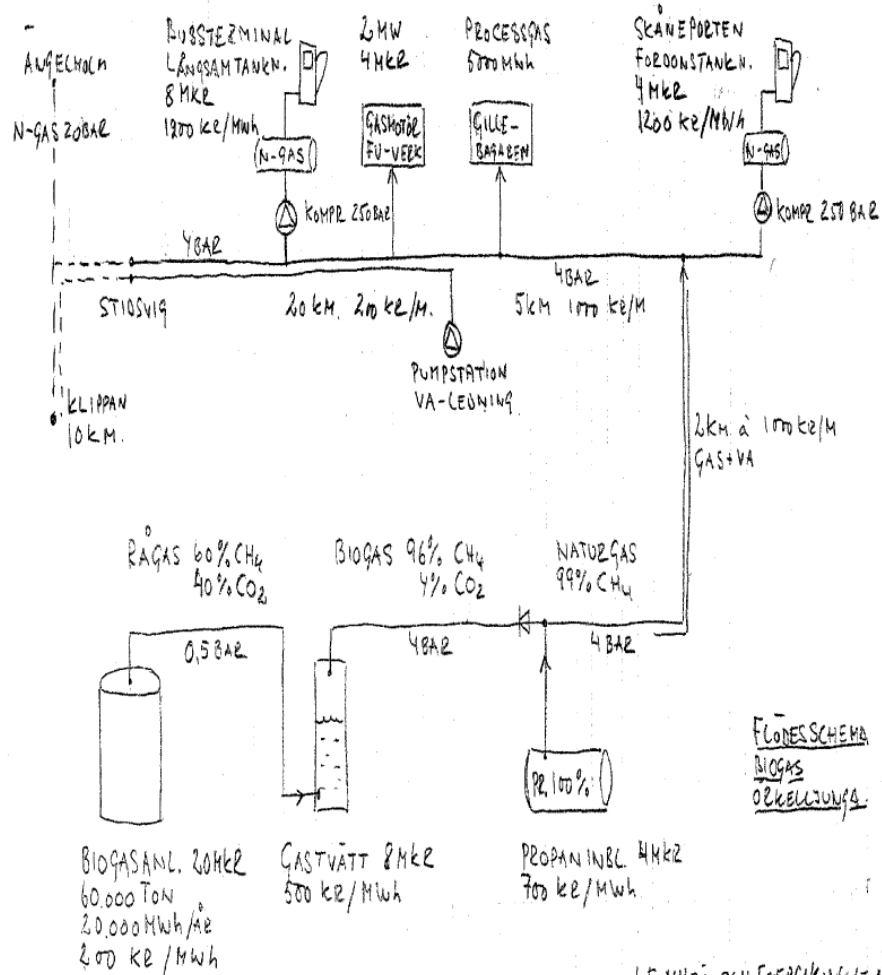 ÄNGELHOLM
N-GAS 20BAR
BUSSTERMINAL
LÅNGSAMTANKN.
8 MKR
1200 KR/MWh
N-GAS
KOMPR 250BAR
2MW
4MKR
GASMOTOR
FV-VERK
PROCESSGAS
5000 MWh
GILLE-
BAGAREN
SKÅNEPORTEN
FORDONSTANKN.
4 MKR
1200 KR/MWh
N-GAS
KOMPR 250 BAR
4BAR
4BAR
STIDSVIG
20 KM. 200 KR/M.
5KM 1000 KR/M
PUMPSTATION
VA-LEDNING
KLIPPAN
10KM.
2KM à 1000 KR/M
GAS+VA
RÅGAS 60% CH4
40% CO2
BIOGAS 96% CH4
4% CO2
NATURGAS
99% CH4
0,5 BAR
4BAR
4 BAR
PR. 100%
FLÖDESSCHEMA
BIOGAS
ÖRKELLJUNGA.
BIOGASANL. 20MKR
60.000 TON
20.000 MWh/ÅR
200 KR /MWh
GASTVÄTT 8MKR
500 KR/MWh
PROPAN INBL. 4MKR
700 KR/MWh